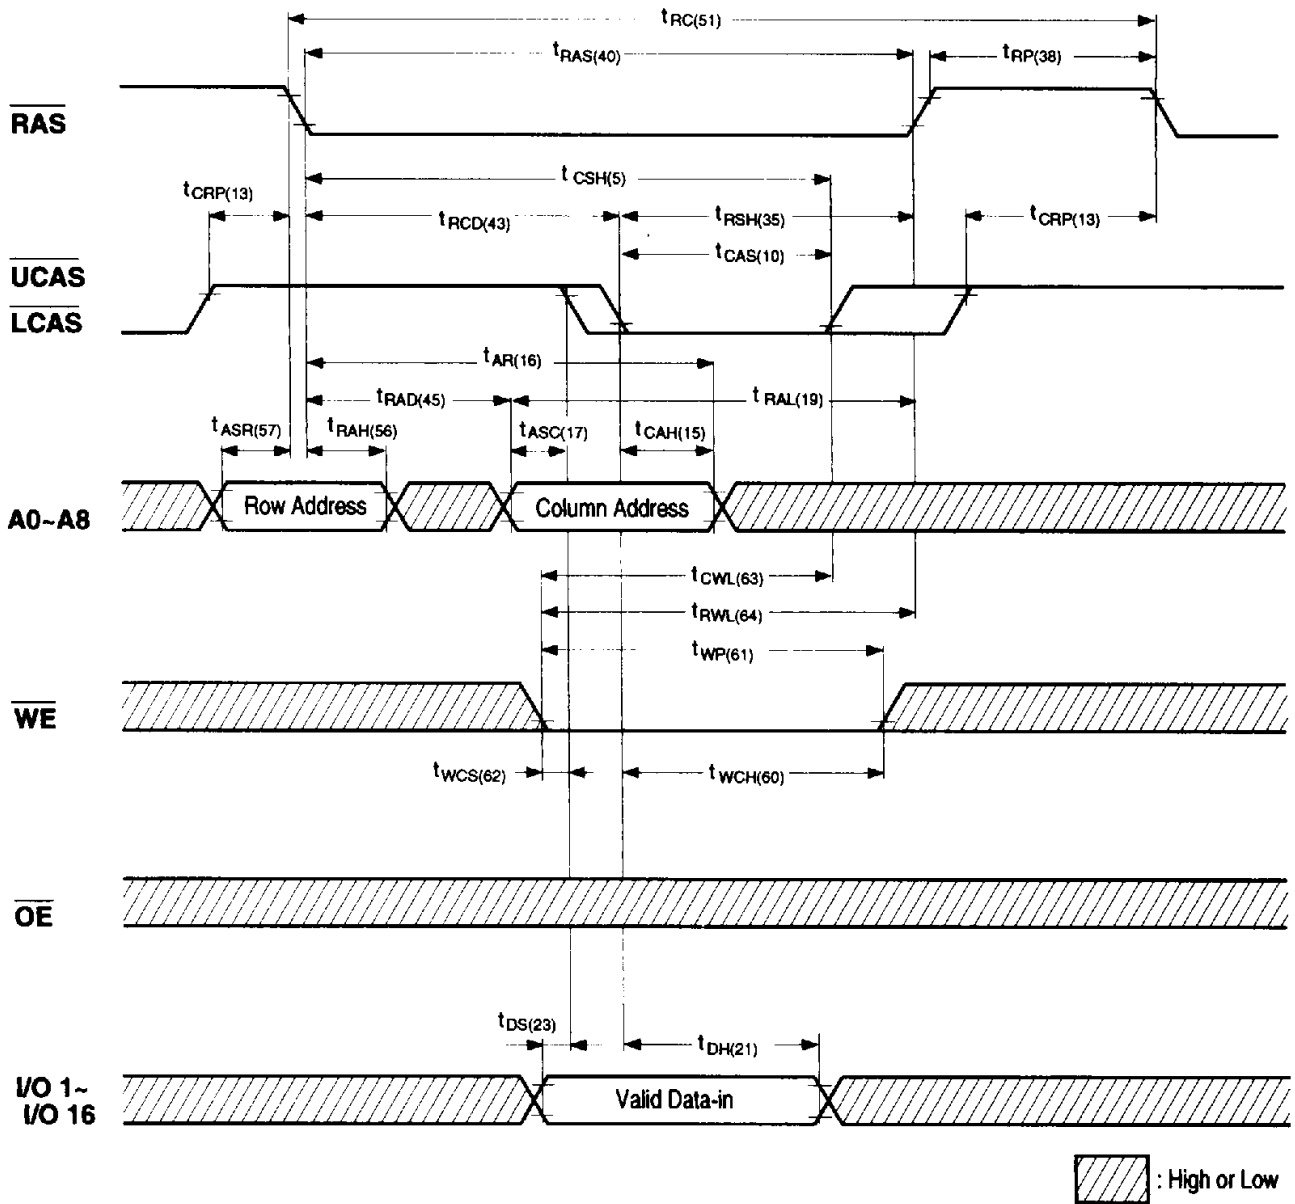 tRC(51)
tRAS(40)
tRP(38)
RAS
tCSH(5)
tCRP(13)
tRCD(43)
tRSH(35)
tCRP(13)
tCAS(10)
UCAS
LCAS
tAR(16)
tRAD(45)
tRAL(19)
tASR(57)
tRAH(56)
tASC(17)
tCAH(15)
A0~A8
Row Address
Column Address
tCWL(63)
tRWL(64)
tWP(61)
WE
tWCS(62)
tWCH(60)
OE
tDS(23)
tDH(21)
I/O 1~
I/O 16
Valid Data-in
: High or Low